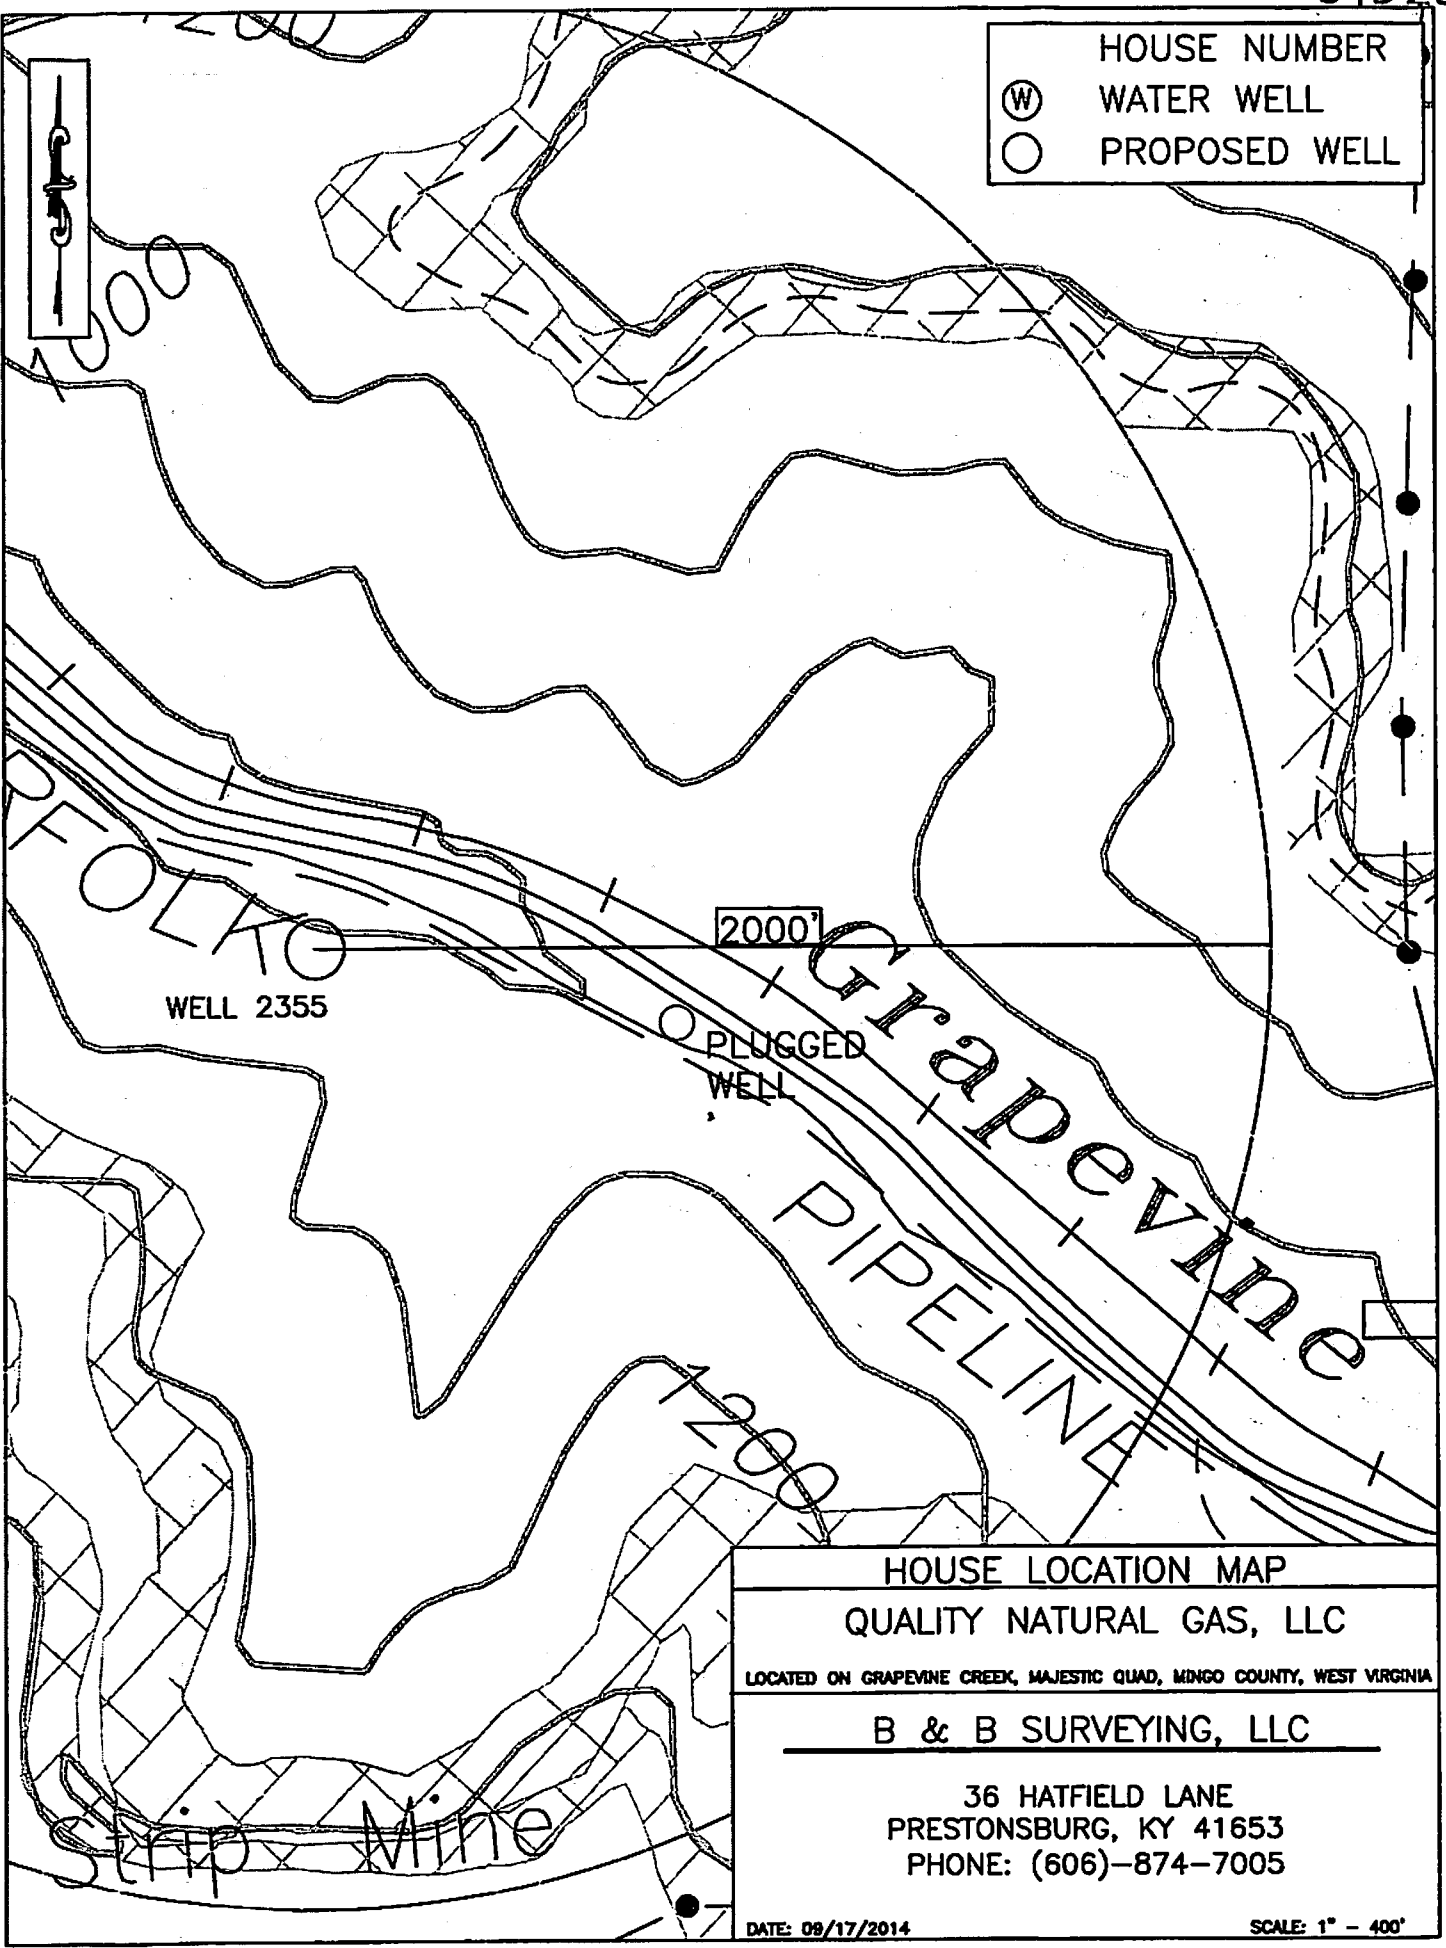 HOUSE NUMBER
W WATER WELL
PROPOSED WELL
1000
2000'
WELL 2355
PLUGGED
WELL
Grapevine
PIPELINE
1200
Strip Mine
HOUSE LOCATION MAP
QUALITY NATURAL GAS, LLC
LOCATED ON GRAPEVINE CREEK, MAJESTIC QUAD, MINGO COUNTY, WEST VIRGINIA
B & B SURVEYING, LLC
36 HATFIELD LANE
PRESTONSBURG, KY 41653
PHONE: (606)-874-7005
DATE: 09/17/2014
SCALE: 1" - 400'